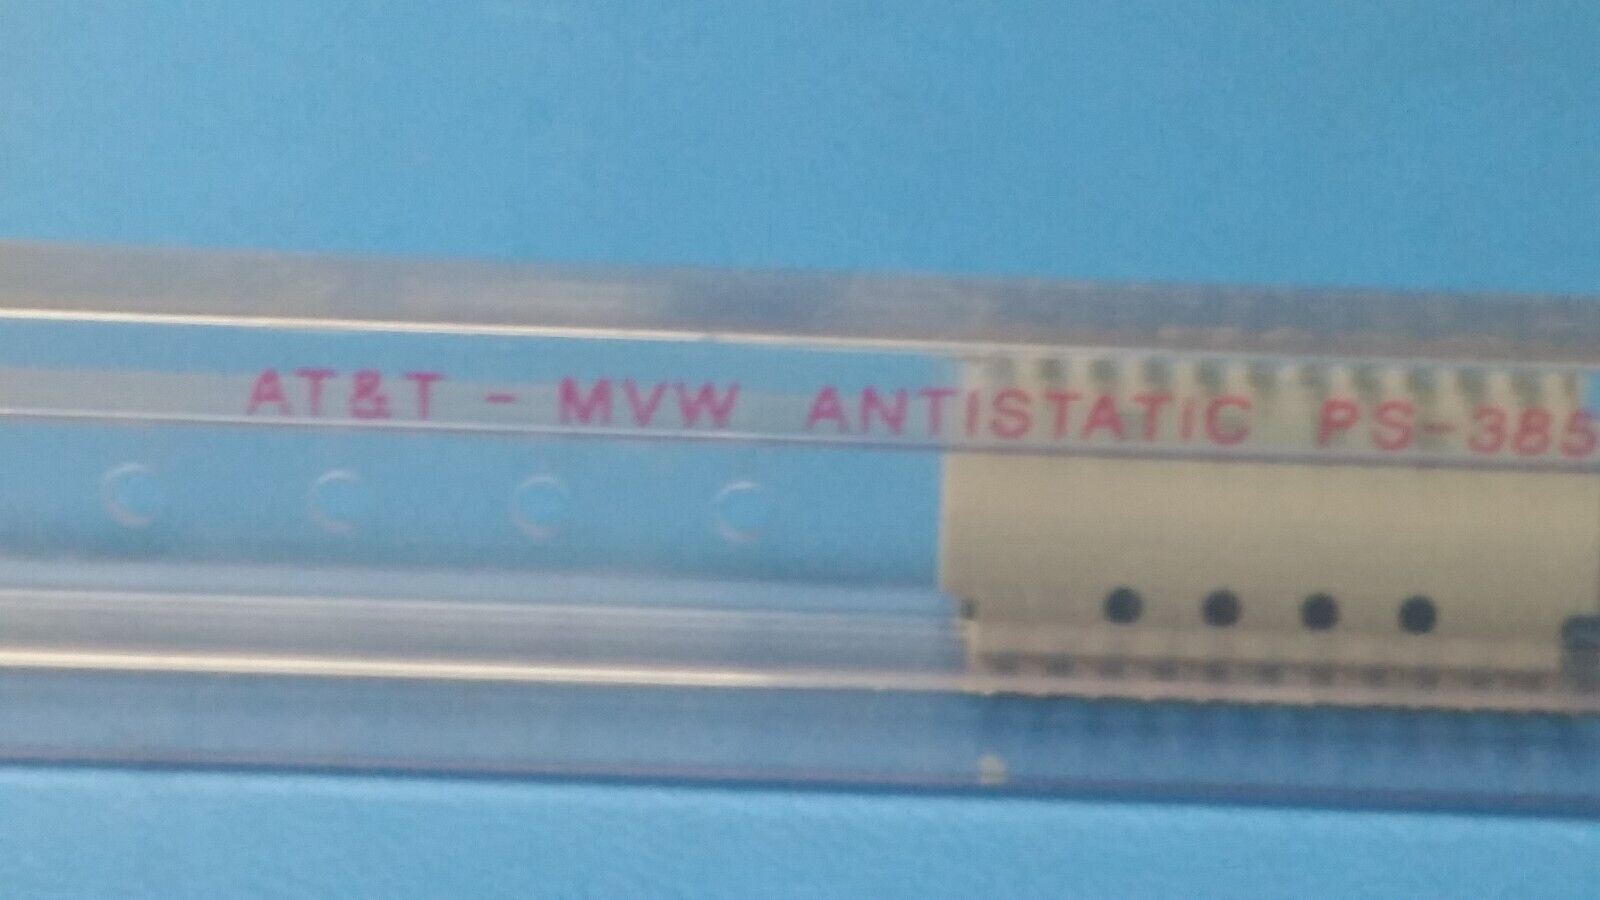 AT&T - MVW ANTISTATIC PS-385